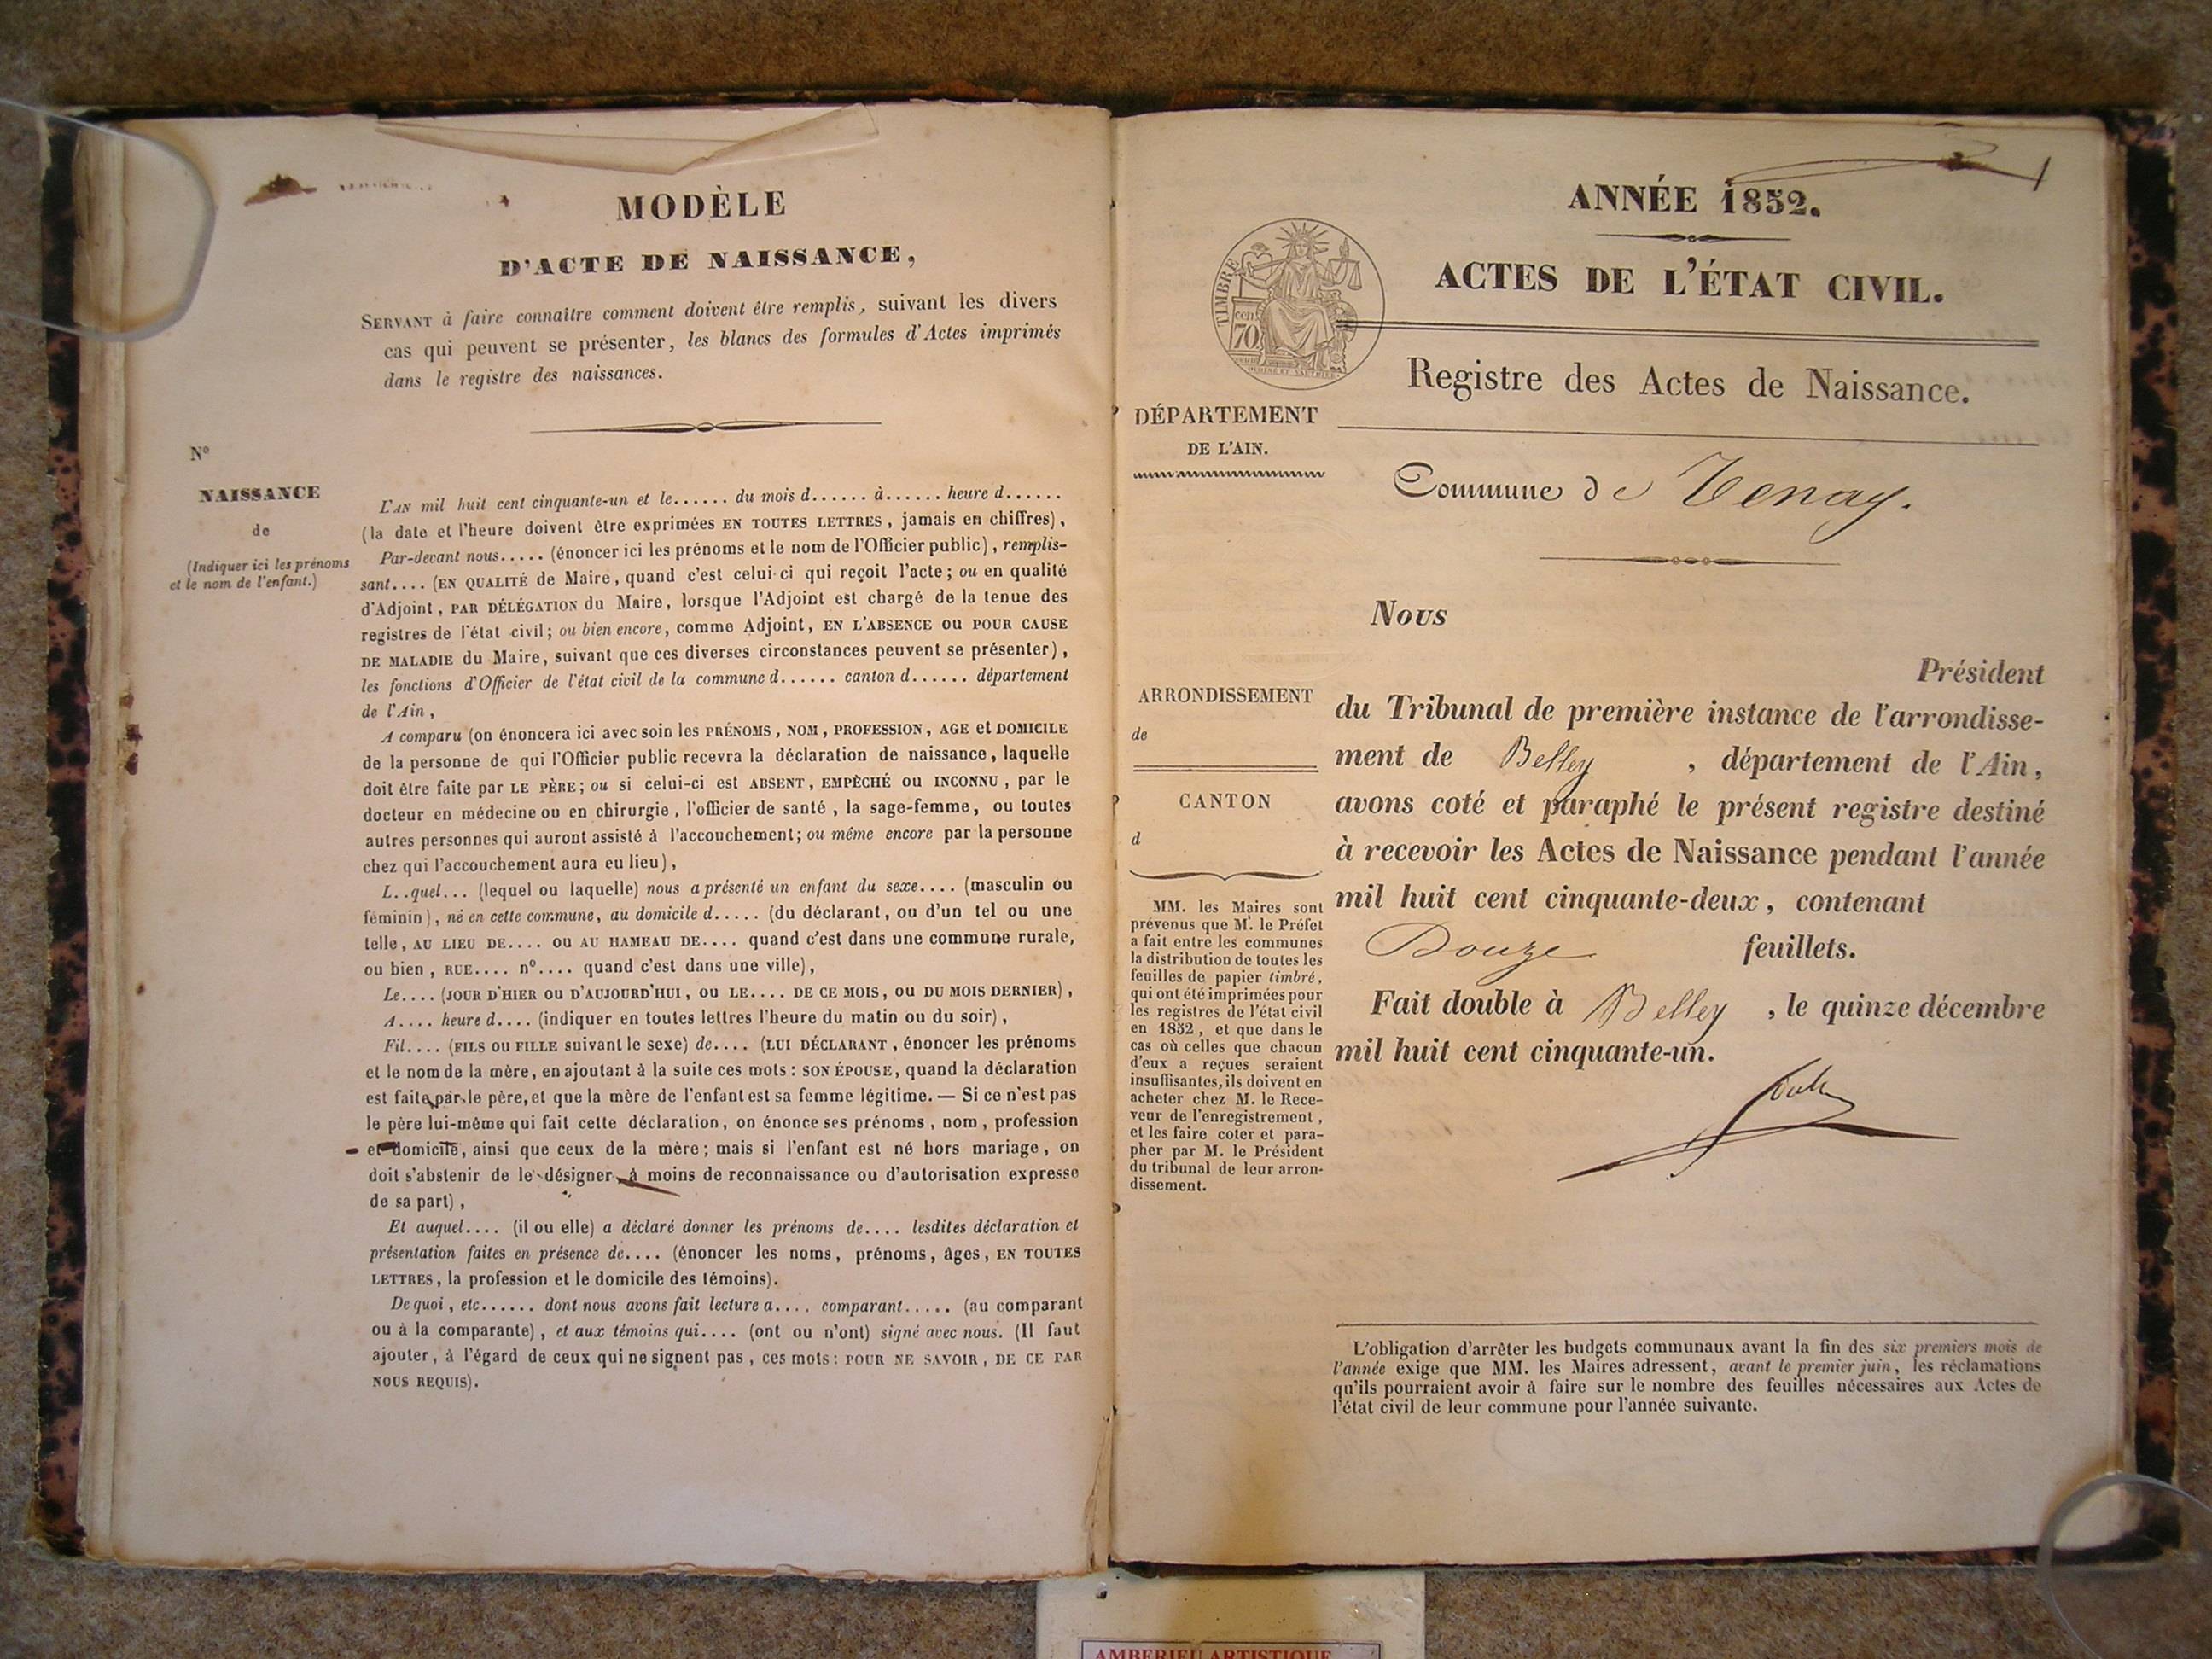 MODÈLE
D'ACTE DE NAISSANCE,
SERVANT à faire connaître comment doivent être remplis, suivant les divers
cas qui peuvent se présenter, les blancs des formules d'Actes imprimés
dans le registre des naissances.
N°
NAISSANCE
de
(Indiquer ici les prénoms
et le nom de l'enfant.)
L'AN mil huit cent cinquante-un et le...... du mois d...... à...... heure d......
(la date et l'heure doivent être exprimées EN TOUTES LETTRES, jamais en chiffres),
Par-devant nous..... (énoncer ici les prénoms et le nom de l'Officier public), remplis-
sant.... (EN QUALITÉ de Maire, quand c'est celui-ci qui reçoit l'acte; ou en qualité
d'Adjoint, PAR DÉLÉGATION du Maire, lorsque l'Adjoint est chargé de la tenue des
registres de l'état civil; ou bien encore, comme Adjoint, EN L'ABSENCE ou POUR CAUSE
DE MALADIE du Maire, suivant que ces diverses circonstances peuvent se présenter),
les fonctions d'Officier de l'état civil de la commune d...... canton d...... département
de l'Ain,
A comparu (on énoncera ici avec soin les PRÉNOMS, NOM, PROFESSION, AGE et DOMICILE
de la personne de qui l'Officier public recevra la déclaration de naissance, laquelle
doit être faite par LE PÈRE; ou si celui-ci est ABSENT, EMPÊCHÉ ou INCONNU, par le
docteur en médecine ou en chirurgie, l'officier de santé, la sage-femme, ou toutes
autres personnes qui auront assisté à l'accouchement; ou même encore par la personne
chez qui l'accouchement aura eu lieu),
L..quel... (lequel ou laquelle) nous a présenté un enfant du sexe.... (masculin ou
féminin), né en cette commune, au domicile d..... (du déclarant, ou d'un tel ou une
telle, AU LIEU DE.... ou AU HAMEAU DE.... quand c'est dans une commune rurale,
ou bien, RUE.... n°.... quand c'est dans une ville),
Le.... (JOUR D'HIER ou D'AUJOURD'HUI, ou LE.... DE CE MOIS, ou DU MOIS DERNIER),
A.... heure d.... (indiquer en toutes lettres l'heure du matin ou du soir),
Fil.... (FILS ou FILLE suivant le sexe) de.... (LUI DÉCLARANT, énoncer les prénoms
et le nom de la mère, en ajoutant à la suite ces mots: SON ÉPOUSE, quand la déclaration
est faite par le père, et que la mère de l'enfant est sa femme légitime. — Si ce n'est pas
le père lui-même qui fait cette déclaration, on énonce ses prénoms, nom, profession
et domicile, ainsi que ceux de la mère; mais si l'enfant est né hors mariage, on
doit s'abstenir de le désigner, à moins de reconnaissance ou d'autorisation expresse
de sa part),
Et auquel.... (il ou elle) a déclaré donner les prénoms de.... lesdites déclaration et
présentation faites en présence de.... (énoncer les noms, prénoms, âges, EN TOUTES
LETTRES, la profession et le domicile des témoins).
De quoi, etc...... dont nous avons fait lecture a.... comparant..... (au comparant
ou à la comparante), et aux témoins qui.... (ont ou n'ont) signé avec nous. (Il faut
ajouter, à l'égard de ceux qui ne signent pas, ces mots: POUR NE SAVOIR, DE CE PAR
NOUS REQUIS).
1
ANNÉE 1852.
ACTES DE L'ÉTAT CIVIL.
TIMBRE
70 cen
Registre des Actes de Naissance.
DÉPARTEMENT
DE L'AIN.
Commune de Tenay.
Nous
Président
du Tribunal de première instance de l'arrondisse-
ment de Belley, département de l'Ain,
avons coté et paraphé le présent registre destiné
à recevoir les Actes de Naissance pendant l'année
mil huit cent cinquante-deux, contenant
Douze feuillets.
Fait double à Belley, le quinze décembre
mil huit cent cinquante-un.
ARRONDISSEMENT
de
CANTON
d
MM. les Maires sont
prévenus que M. le Préfet
a fait entre les communes
la distribution de toutes les
feuilles de papier timbré,
qui ont été imprimées pour
les registres de l'état civil
en 1852, et que dans le
cas où celles que chacun
d'eux a reçues seraient
insuffisantes, ils doivent en
acheter chez M. le Rece-
veur de l'enregistrement,
et les faire coter et para-
pher par M. le Président
du tribunal de leur arron-
dissement.
L'obligation d'arrêter les budgets communaux avant la fin des six premiers mois de
l'année exige que MM. les Maires adressent, avant le premier juin, les réclamations
qu'ils pourraient avoir à faire sur le nombre des feuilles nécessaires aux Actes de
l'état civil de leur commune pour l'année suivante.
AMBERIEU ARTISTIQUE